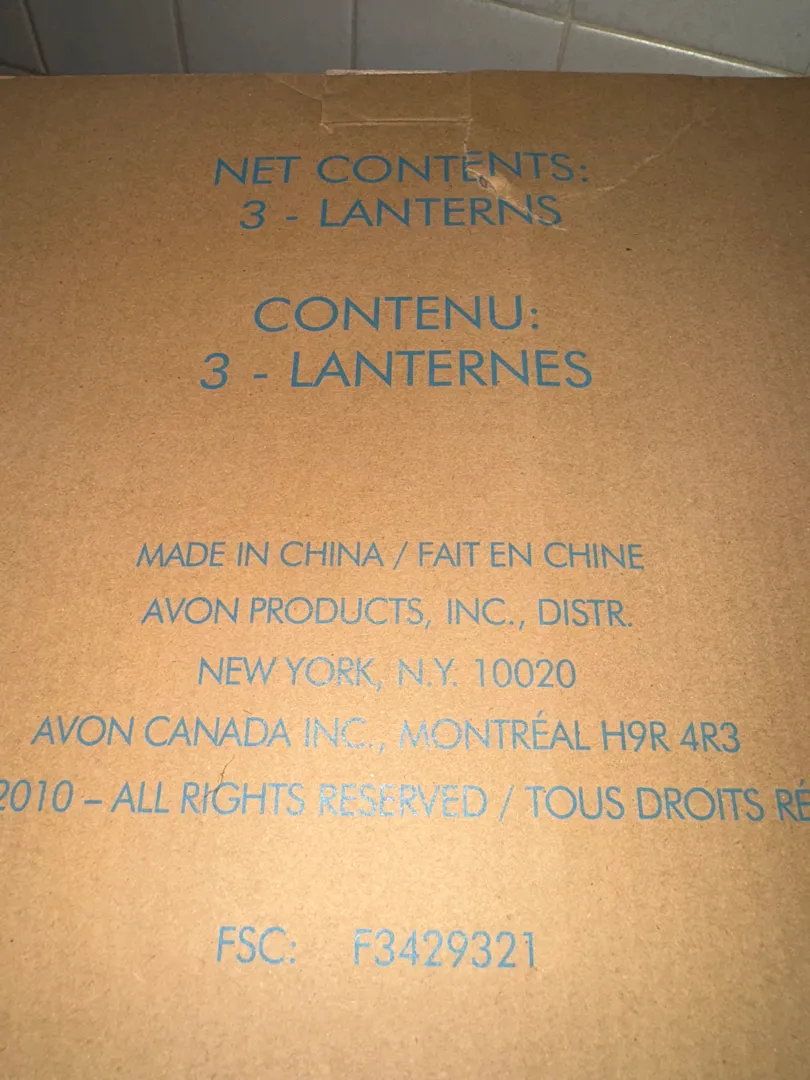 NET CONTENTS:
3 - LANTERNS
CONTENU:
3 - LANTERNES
MADE IN CHINA / FAIT EN CHINE
AVON PRODUCTS, INC., DISTR.
NEW YORK, N.Y. 10020
AVON CANADA INC., MONTRÉAL H9R 4R3
2010 – ALL RIGHTS RESERVED / TOUS DROITS RÉ
FSC: F3429321